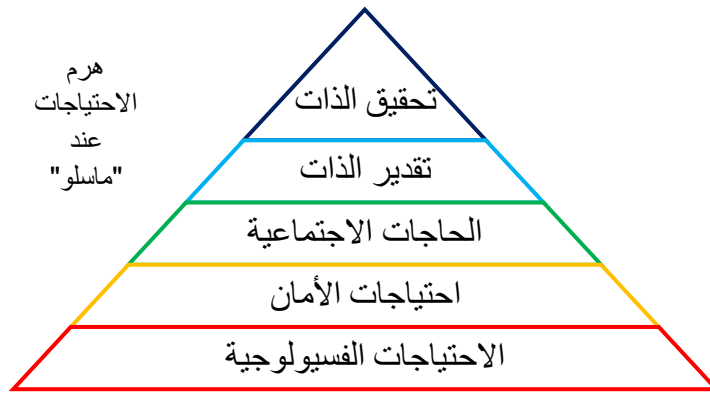 هرم
الاحتياجات
عند
"ماسلو"
تحقيق الذات
تقدير الذات
الحاجات الاجتماعية
احتياجات الأمان
الاحتياجات الفسيولوجية